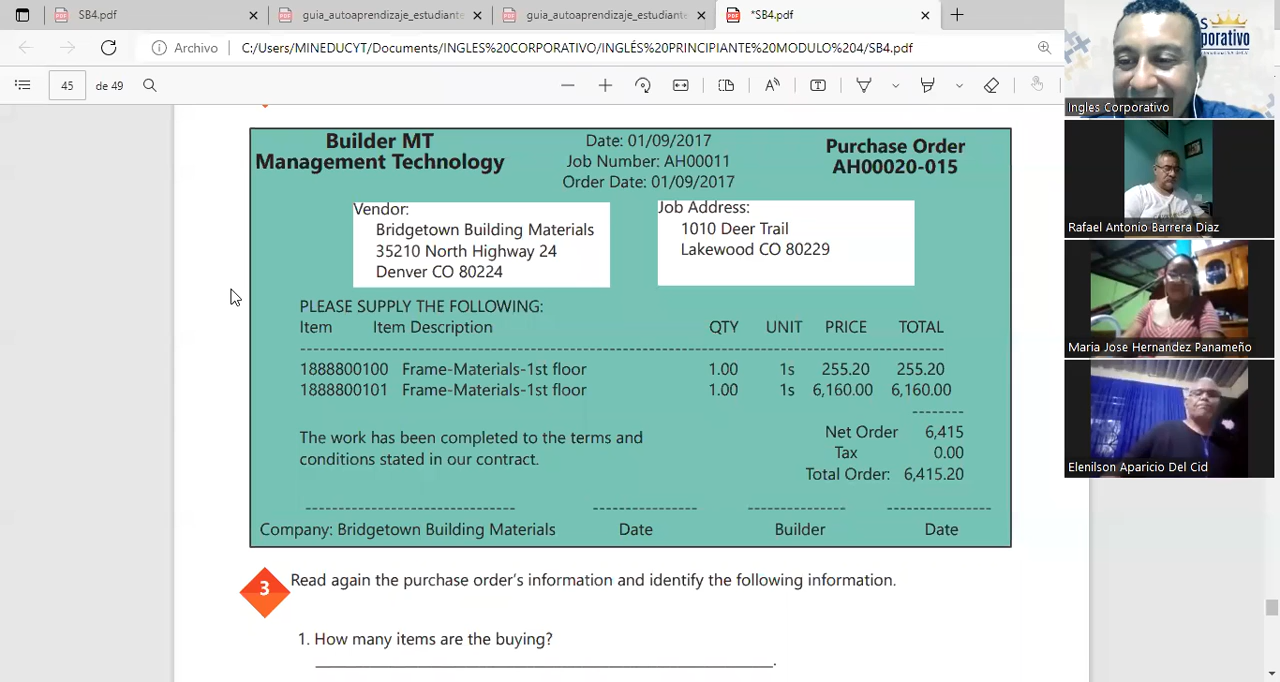 SB4.pdf
guia_autoaprendizaje_estudiante
guia_autoaprendizaje_estudiante
*SB4.pdf
Archivo
C:/Users/MINEDUCYT/Documents/INGLES%20CORPORATIVO/INGLÉS%20PRINCIPIANTE%20MODULO%204/SB4.pdf
45 de 49
Builder MT
Management Technology
Date: 01/09/2017
Job Number: AH00011
Order Date: 01/09/2017
Purchase Order
AH00020-015
Vendor:
Bridgetown Building Materials
35210 North Highway 24
Denver CO 80224
Job Address:
1010 Deer Trail
Lakewood CO 80229
PLEASE SUPPLY THE FOLLOWING:
Item Item Description QTY UNIT PRICE TOTAL
1888800100 Frame-Materials-1st floor 1.00 1s 255.20 255.20
1888800101 Frame-Materials-1st floor 1.00 1s 6,160.00 6,160.00
The work has been completed to the terms and
conditions stated in our contract.
Net Order 6,415
Tax 0.00
Total Order: 6,415.20
Company: Bridgetown Building Materials Date Builder Date
3 Read again the purchase order's information and identify the following information.
1. How many items are the buying?
Ingles Corporativo
Rafael Antonio Barrera Diaz
Maria Jose Hernandez Panameño
Elenilson Aparicio Del Cid